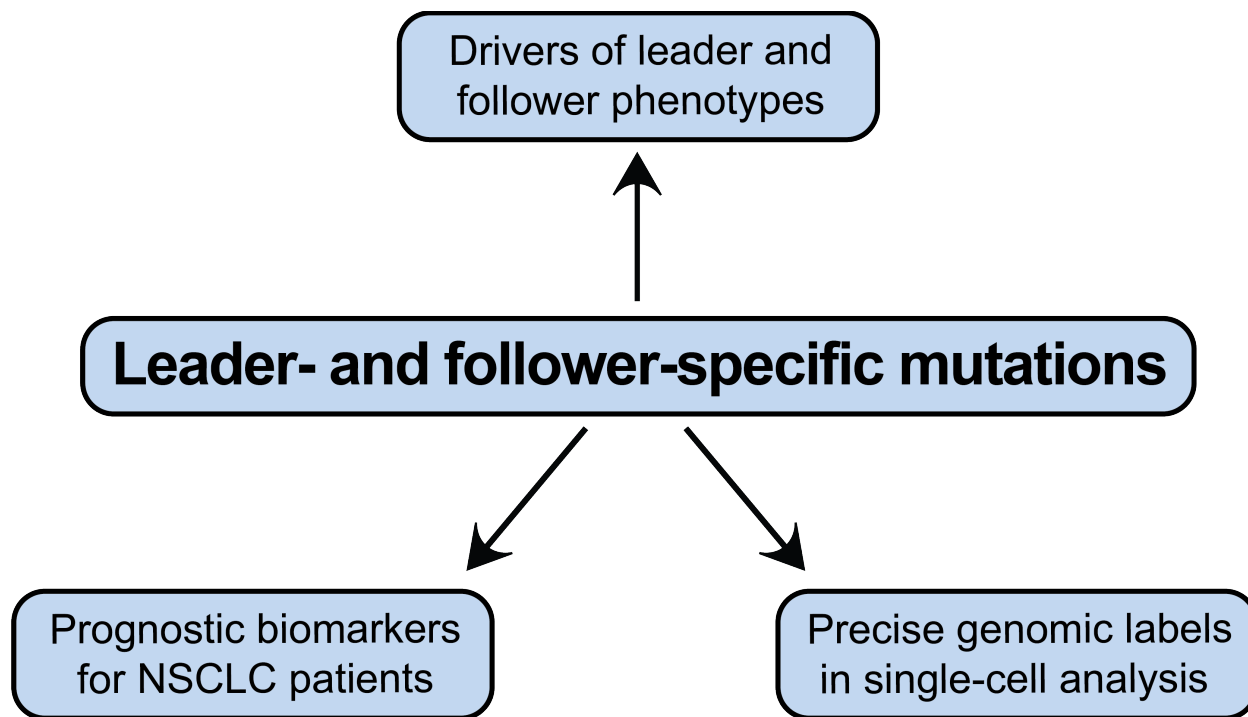 Drivers of leader and
follower phenotypes
Leader- and follower-specific mutations
Prognostic biomarkers
for NSCLC patients
Precise genomic labels
in single-cell analysis